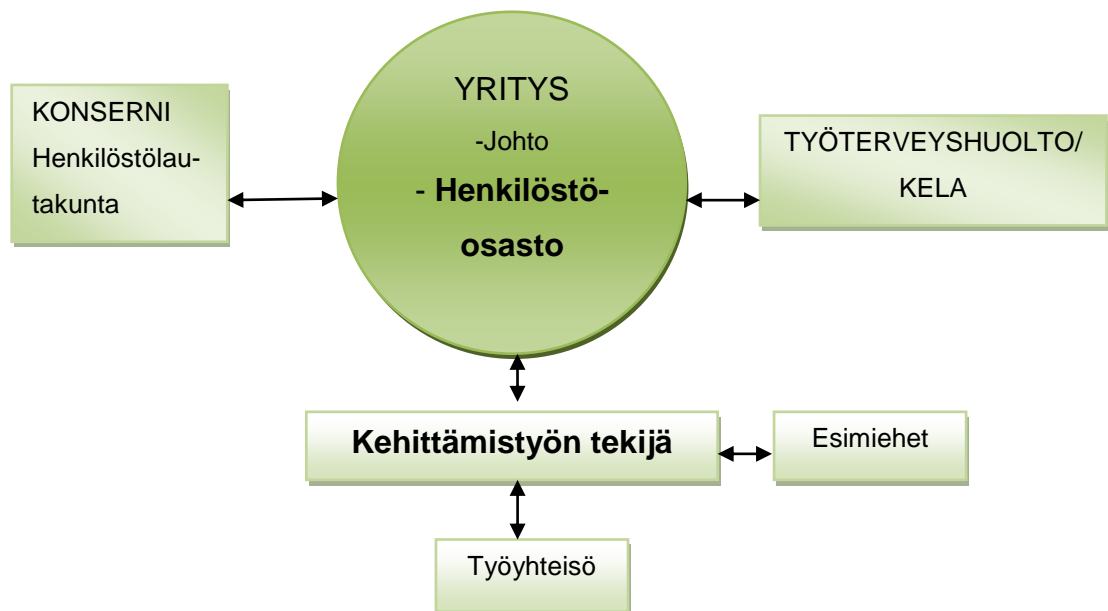 YRITYS
-Johto
- Henkilöstö-
osasto
KONSERNI
Henkilöstölau-
takunta
TYÖTERVEYSHUOLTO/
KELA
Kehittämistyön tekijä
Esimiehet
Työyhteisö